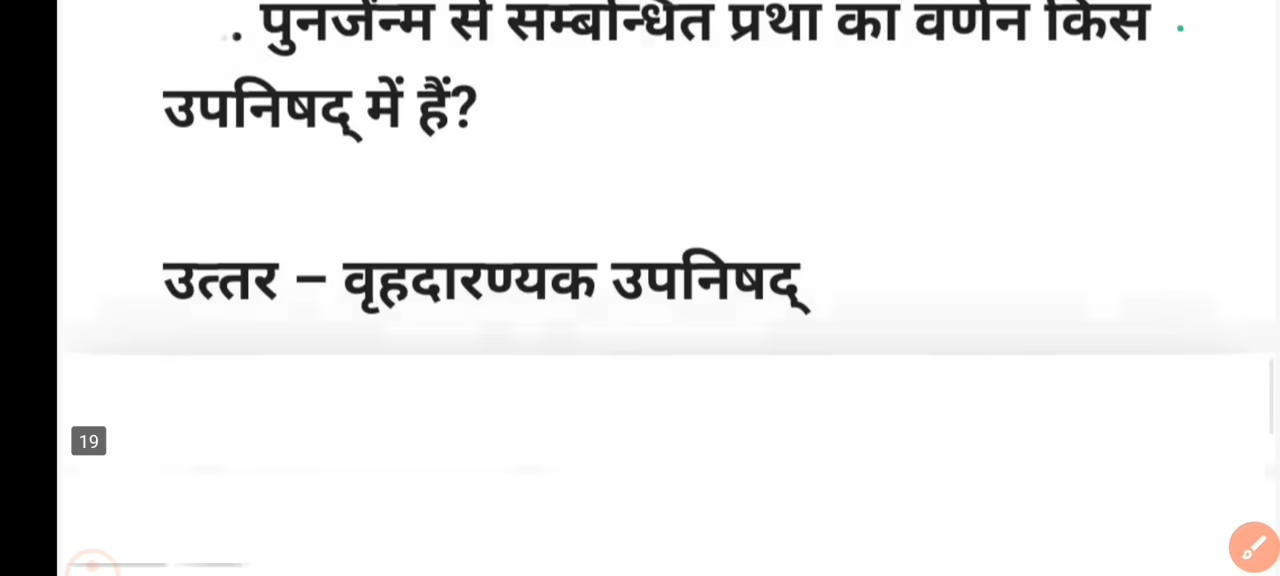 . पुनर्जन्म से सम्बन्धित प्रथा का वर्णन किस
उपनिषद् में हैं?
उत्तर – वृहदारण्यक उपनिषद्
19